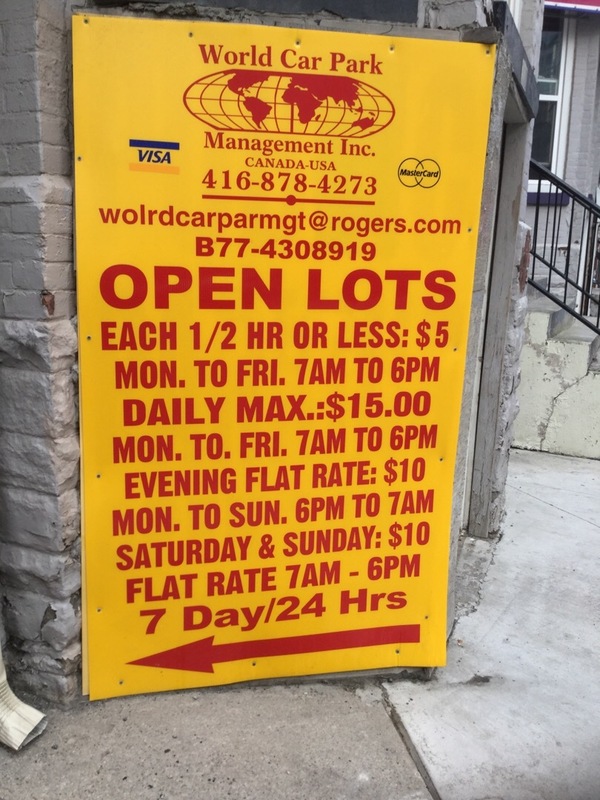 World Car Park
Management Inc.
CANADA-USA
VISA
MasterCard
416-878-4273
wolrdcarparmgt@rogers.com
B77-4308919
OPEN LOTS
EACH 1/2 HR OR LESS: $5
MON. TO FRI. 7AM TO 6PM
DAILY MAX.:$15.00
MON. TO. FRI. 7AM TO 6PM
EVENING FLAT RATE: $10
MON. TO SUN. 6PM TO 7AM
SATURDAY & SUNDAY: $10
FLAT RATE 7AM - 6PM
7 Day/24 Hrs